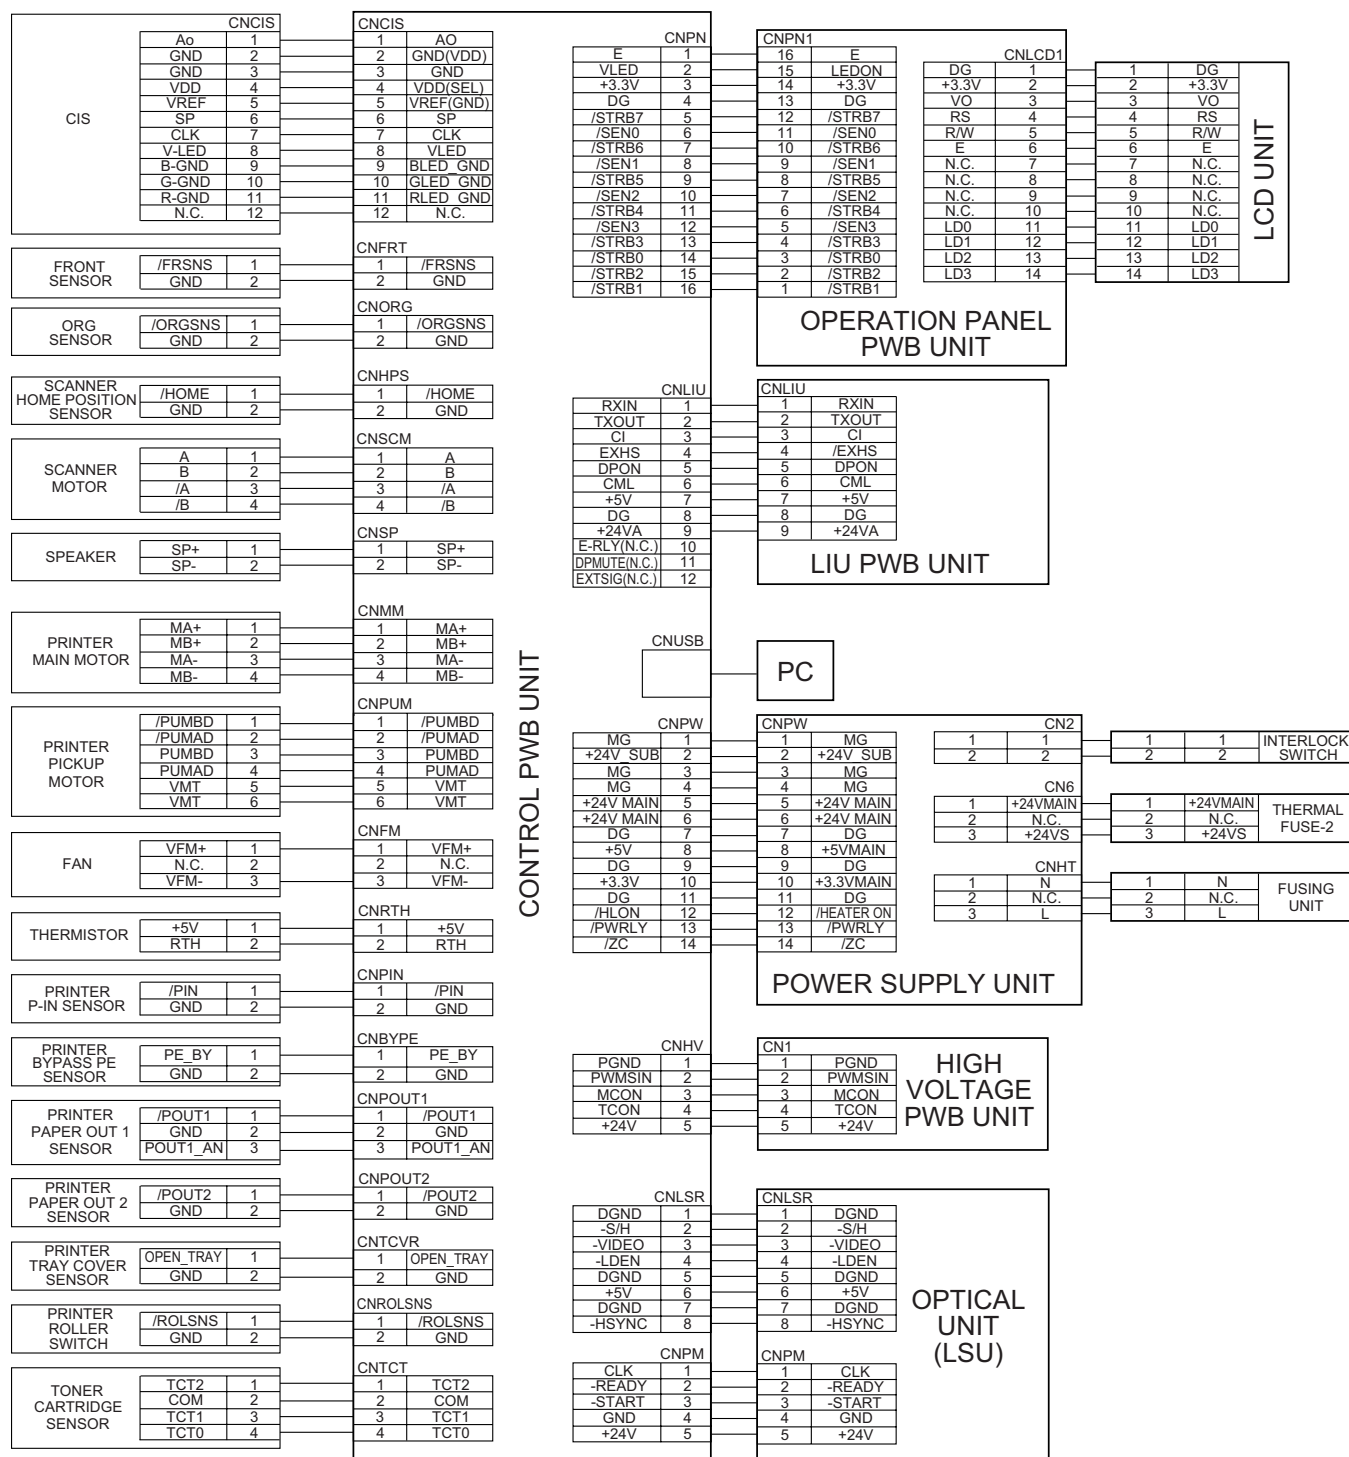 CNCIS
CIS
Ao 1
GND 2
GND 3
VDD 4
VREF 5
SP 6
CLK 7
V-LED 8
B-GND 9
G-GND 10
R-GND 11
N.C. 12
CNCIS
1 AO
2 GND(VDD)
3 GND
4 VDD(SEL)
5 VREF(GND)
6 SP
7 CLK
8 VLED
9 BLED_GND
10 GLED_GND
11 RLED_GND
12 N.C.
FRONT
SENSOR
/FRSNS 1
GND 2
CNFRT
1 /FRSNS
2 GND
ORG
SENSOR
/ORGSNS 1
GND 2
CNORG
1 /ORGSNS
2 GND
SCANNER
HOME POSITION
SENSOR
/HOME 1
GND 2
CNHPS
1 /HOME
2 GND
SCANNER
MOTOR
A 1
B 2
/A 3
/B 4
CNSCM
1 A
2 B
3 /A
4 /B
SPEAKER
SP+ 1
SP- 2
CNSP
1 SP+
2 SP-
PRINTER
MAIN MOTOR
MA+ 1
MB+ 2
MA- 3
MB- 4
CNMM
1 MA+
2 MB+
3 MA-
4 MB-
PRINTER
PICKUP
MOTOR
/PUMBD 1
/PUMAD 2
PUMBD 3
PUMAD 4
VMT 5
VMT 6
CNPUM
1 /PUMBD
2 /PUMAD
3 PUMBD
4 PUMAD
5 VMT
6 VMT
FAN
VFM+ 1
N.C. 2
VFM- 3
CNFM
1 VFM+
2 N.C.
3 VFM-
THERMISTOR
+5V 1
RTH 2
CNRTH
1 +5V
2 RTH
PRINTER
P-IN SENSOR
/PIN 1
GND 2
CNPIN
1 /PIN
2 GND
PRINTER
BYPASS PE
SENSOR
PE_BY 1
GND 2
CNBYPE
1 PE_BY
2 GND
PRINTER
PAPER OUT 1
SENSOR
/POUT1 1
GND 2
POUT1_AN 3
CNPOUT1
1 /POUT1
2 GND
3 POUT1_AN
PRINTER
PAPER OUT 2
SENSOR
/POUT2 1
GND 2
CNPOUT2
1 /POUT2
2 GND
PRINTER
TRAY COVER
SENSOR
OPEN_TRAY 1
GND 2
CNTCVR
1 OPEN_TRAY
2 GND
PRINTER
ROLLER
SWITCH
/ROLSNS 1
GND 2
CNROLSNS
1 /ROLSNS
2 GND
TONER
CARTRIDGE
SENSOR
TCT2 1
COM 2
TCT1 3
TCT0 4
CNTCT
1 TCT2
2 COM
3 TCT1
4 TCT0
CONTROL PWB UNIT
CNPN
E 1
VLED 2
+3.3V 3
DG 4
/STRB7 5
/SEN0 6
/STRB6 7
/SEN1 8
/STRB5 9
/SEN2 10
/STRB4 11
/SEN3 12
/STRB3 13
/STRB0 14
/STRB2 15
/STRB1 16
CNPN1
16 E
15 LEDON
14 +3.3V
13 DG
12 /STRB7
11 /SEN0
10 /STRB6
9 /SEN1
8 /STRB5
7 /SEN2
6 /STRB4
5 /SEN3
4 /STRB3
3 /STRB0
2 /STRB2
1 /STRB1
OPERATION PANEL
PWB UNIT
CNLCD1
DG 1
+3.3V 2
VO 3
RS 4
R/W 5
E 6
N.C. 7
N.C. 8
N.C. 9
N.C. 10
LD0 11
LD1 12
LD2 13
LD3 14
1 DG
2 +3.3V
3 VO
4 RS
5 R/W
6 E
7 N.C.
8 N.C.
9 N.C.
10 N.C.
11 LD0
12 LD1
13 LD2
14 LD3
LCD UNIT
CNLIU
RXIN 1
TXOUT 2
CI 3
EXHS 4
DPON 5
CML 6
+5V 7
DG 8
+24VA 9
E-RLY(N.C.) 10
DPMUTE(N.C.) 11
EXTSIG(N.C.) 12
CNLIU
1 RXIN
2 TXOUT
3 CI
4 /EXHS
5 DPON
6 CML
7 +5V
8 DG
9 +24VA
LIU PWB UNIT
CNUSB
PC
CNPW
MG 1
+24V_SUB 2
MG 3
MG 4
+24V MAIN 5
+24V MAIN 6
DG 7
+5V 8
DG 9
+3.3V 10
DG 11
/HLON 12
/PWRLY 13
/ZC 14
CNPW
1 MG
2 +24V_SUB
3 MG
4 MG
5 +24V MAIN
6 +24V MAIN
7 DG
8 +5VMAIN
9 DG
10 +3.3VMAIN
11 DG
12 /HEATER ON
13 /PWRLY
14 /ZC
POWER SUPPLY UNIT
CN2
1 1
2 2
1 1
2 2
INTERLOCK
SWITCH
CN6
1 +24VMAIN
2 N.C.
3 +24VS
1 +24VMAIN
2 N.C.
3 +24VS
THERMAL
FUSE-2
CNHT
1 N
2 N.C.
3 L
1 N
2 N.C.
3 L
FUSING
UNIT
CNHV
PGND 1
PWMSIN 2
MCON 3
TCON 4
+24V 5
CN1
1 PGND
2 PWMSIN
3 MCON
4 TCON
5 +24V
HIGH
VOLTAGE
PWB UNIT
CNLSR
DGND 1
-S/H 2
-VIDEO 3
-LDEN 4
DGND 5
+5V 6
DGND 7
-HSYNC 8
CNLSR
1 DGND
2 -S/H
3 -VIDEO
4 -LDEN
5 DGND
6 +5V
7 DGND
8 -HSYNC
OPTICAL
UNIT
(LSU)
CNPM
CLK 1
-READY 2
-START 3
GND 4
+24V 5
CNPM
1 CLK
2 -READY
3 -START
4 GND
5 +24V